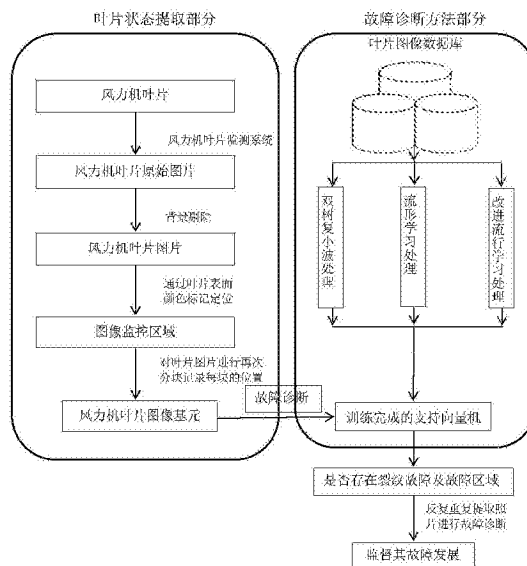 叶片状态提取部分
风力机叶片
风力机叶片监测系统
风力机叶片原始图片
背景剔除
风力机叶片图片
通过叶片表面
颜色标记定位
图像监控区域
对叶片图片进行再次
分块记录每块的位置
风力机叶片图像基元
故障诊断
故障诊断方法部分
叶片图像数据库
双树复小波处理
流形学习处理
改进流行学习处理
训练完成的支持向量机
是否存在裂纹故障及故障区域
反复重复提取照
片进行故障诊断
监督其故障发展